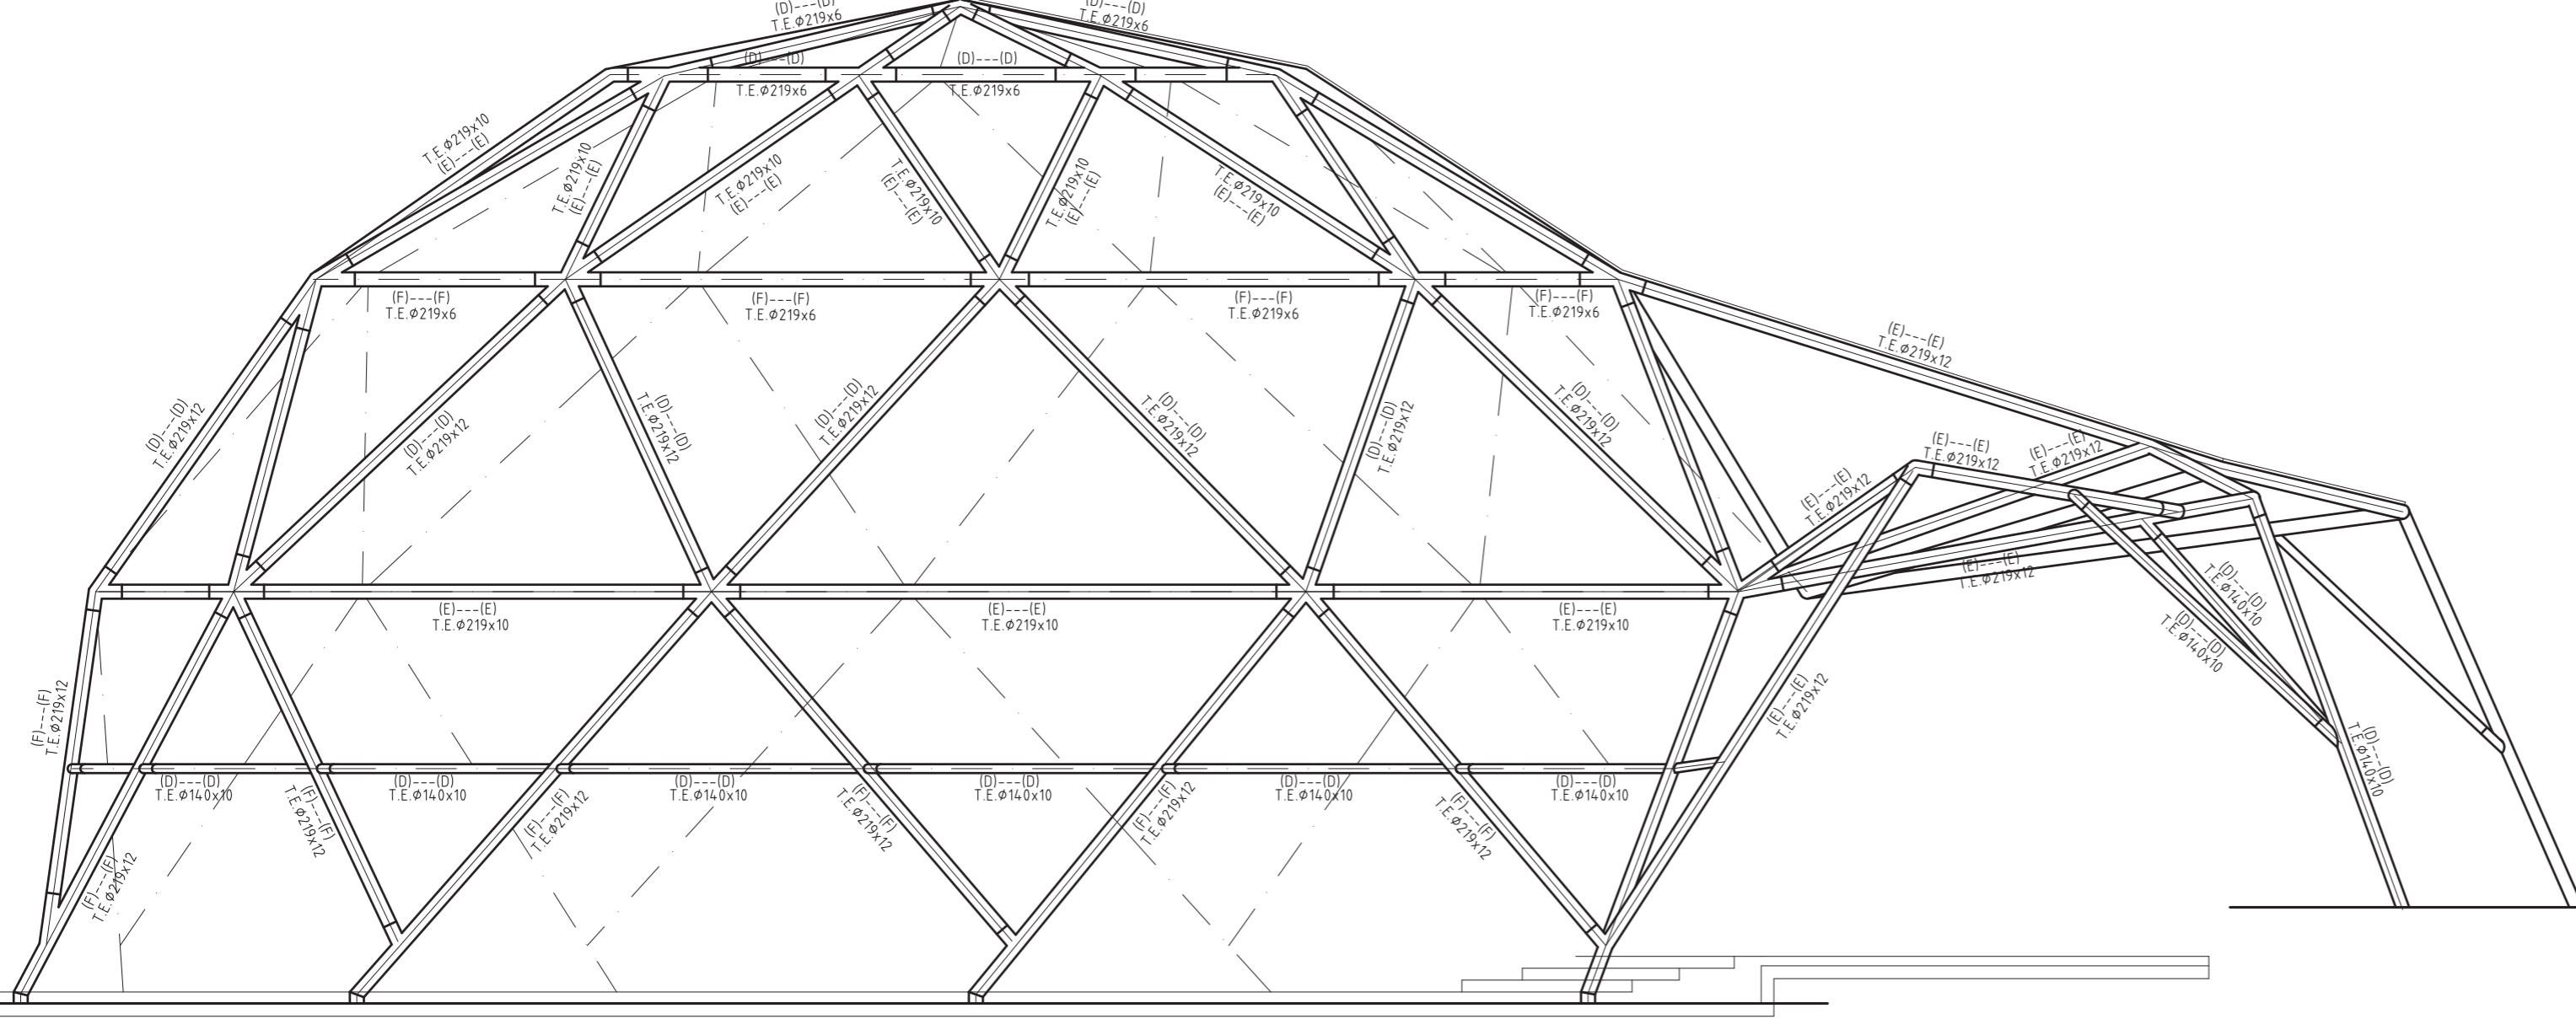 (D)---(D)
T.E.Φ219x6
(D)---(D)
T.E.Φ219x6
(D)---(D)
T.E.Φ219x6
(D)---(D)
T.E.Φ219x6
T.E.Φ219x10
(E)---(E)
T.E.Φ219x10
(E)---(E)
T.E.Φ219x10
(E)---(E)
T.E.Φ219x10
(E)---(E)
T.E.Φ219x10
(E)---(E)
T.E.Φ219x10
(E)---(E)
(F)---(F)
T.E.Φ219x6
(F)---(F)
T.E.Φ219x6
(F)---(F)
T.E.Φ219x6
(F)---(F)
T.E.Φ219x6
(E)---(E)
T.E.Φ219x12
(D)---(D)
T.E.Φ219x12
(D)---(D)
T.E.Φ219x12
(D)---(D)
T.E.Φ219x12
(D)---(D)
T.E.Φ219x12
(D)---(D)
T.E.Φ219x12
(D)---(D)
T.E.Φ219x12
(D)---(D)
T.E.Φ219x12
(E)---(E)
T.E.Φ219x12
(E)---(E)
T.E.Φ219x12
(E)---(E)
T.E.Φ219x12
(E)---(E)
T.E.Φ219x12
(D)---(D)
T.E.Φ140x10
(D)---(D)
T.E.Φ140x10
(E)---(E)
T.E.Φ219x10
(E)---(E)
T.E.Φ219x10
(E)---(E)
T.E.Φ219x10
(F)---(F)
T.E.Φ219x12
(E)---(E)
T.E.Φ219x12
(D)---(D)
T.E.Φ140x10
(D)---(D)
T.E.Φ140x10
(D)---(D)
T.E.Φ140x10
(D)---(D)
T.E.Φ140x10
(D)---(D)
T.E.Φ140x10
(D)---(D)
T.E.Φ140x10
(D)---(D)
T.E.Φ140x10
(F)---(F)
T.E.Φ219x12
(F)---(F)
T.E.Φ219x12
(F)---(F)
T.E.Φ219x12
(F)---(F)
T.E.Φ219x12
(F)---(F)
T.E.Φ219x12
(F)---(F)
T.E.Φ219x12